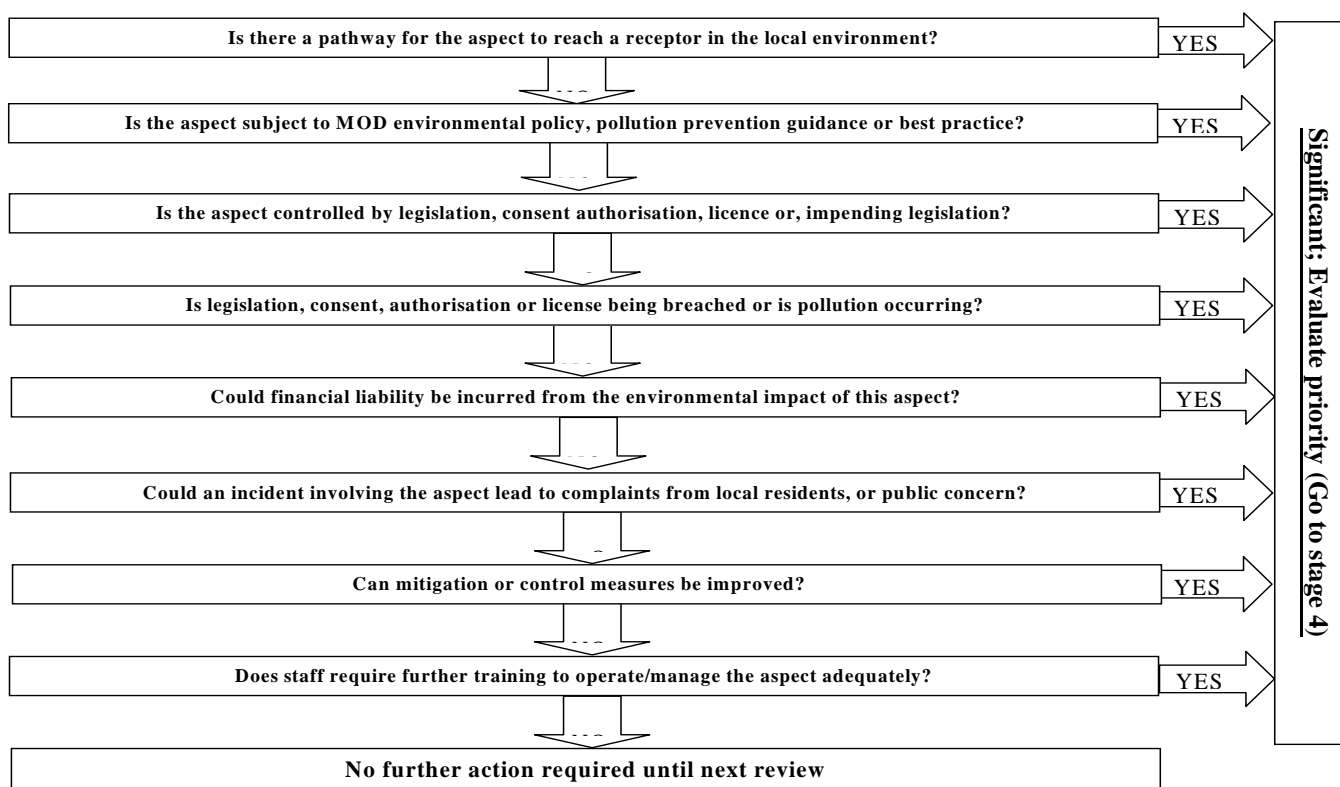 Is there a pathway for the aspect to reach a receptor in the local environment?
YES
Is the aspect subject to MOD environmental policy, pollution prevention guidance or best practice?
YES
Is the aspect controlled by legislation, consent authorisation, licence or, impending legislation?
YES
Is legislation, consent, authorisation or license being breached or is pollution occurring?
YES
Could financial liability be incurred from the environmental impact of this aspect?
YES
Could an incident involving the aspect lead to complaints from local residents, or public concern?
YES
Can mitigation or control measures be improved?
YES
Does staff require further training to operate/manage the aspect adequately?
YES
No further action required until next review
Significant; Evaluate priority (Go to stage 4)